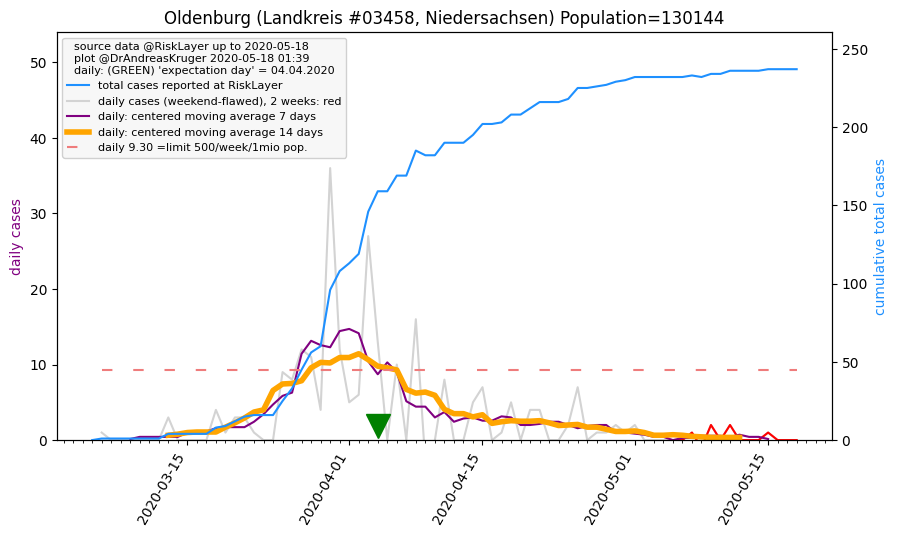 Oldenburg (Landkreis #03458, Niedersachsen) Population=130144
source data @RiskLayer up to 2020-05-18
plot @DrAndreasKruger 2020-05-18 01:39
daily: (GREEN) 'expectation day' = 04.04.2020
total cases reported at RiskLayer
daily cases (weekend-flawed), 2 weeks: red
daily: centered moving average 7 days
daily: centered moving average 14 days
daily 9.30 =limit 500/week/1mio pop.
daily cases
50
40
30
20
10
0
cumulative total cases
250
200
150
100
50
0
2020-03-15
2020-04-01
2020-04-15
2020-05-01
2020-05-15